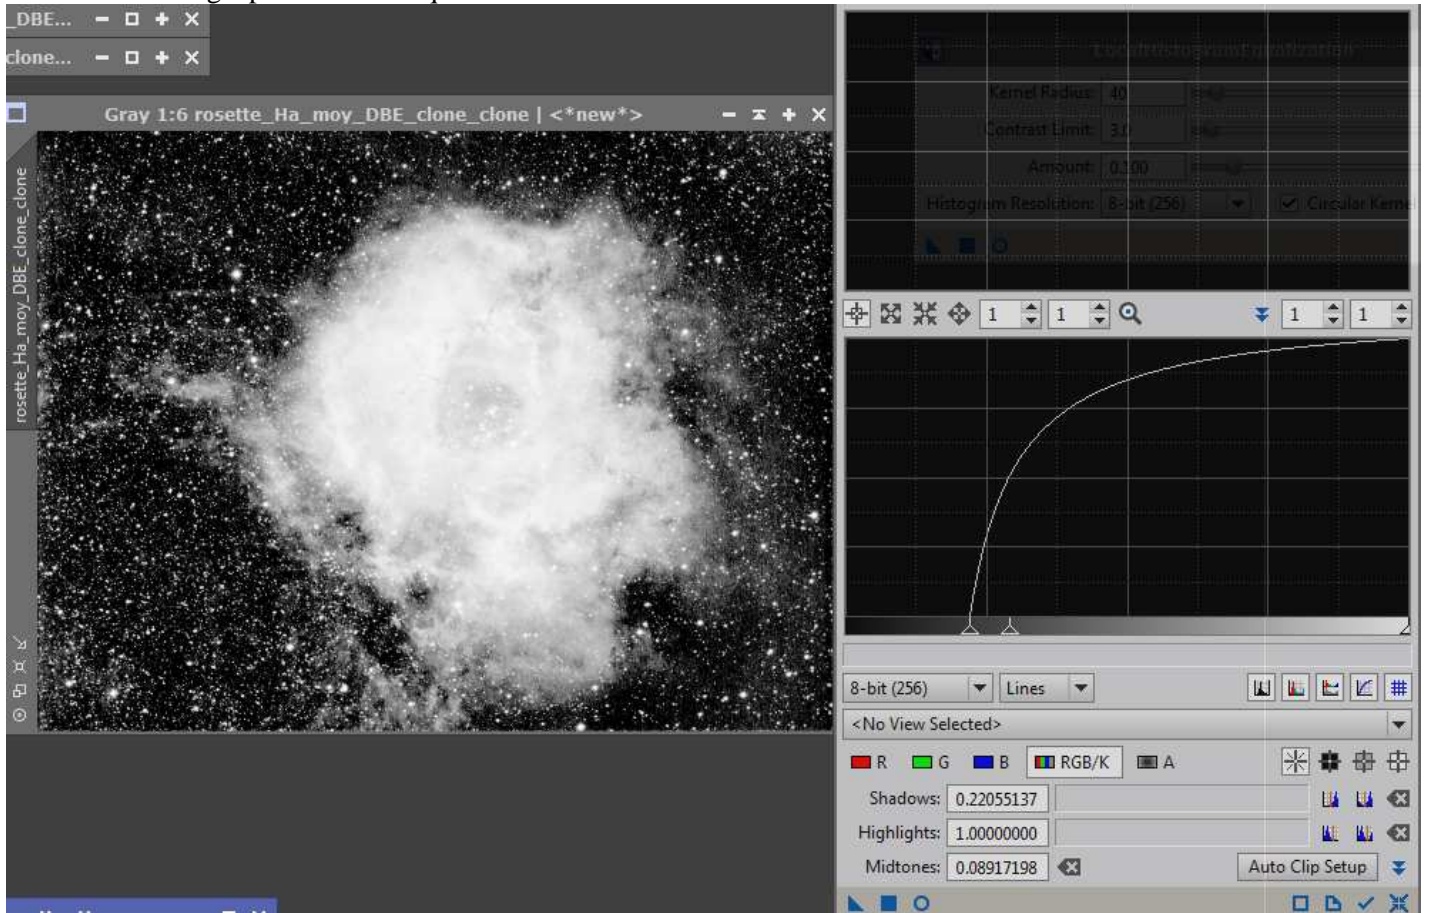 _DBE...
clone...
Gray 1:6 rosette_Ha_moy_DBE_clone_clone | <*new*>
rosette_Ha_moy_DBE_clone_clone
Kernel Radius: 40
Contrast Limit: 3.0
Amount: 0.100
Histogram Resolution: 8-bit (256) Circular Kernel
1 1 1 1
8-bit (256) Lines
<No View Selected>
R G B RGB/K A
Shadows: 0.22055137
Highlights: 1.00000000
Midtones: 0.08917198 Auto Clip Setup